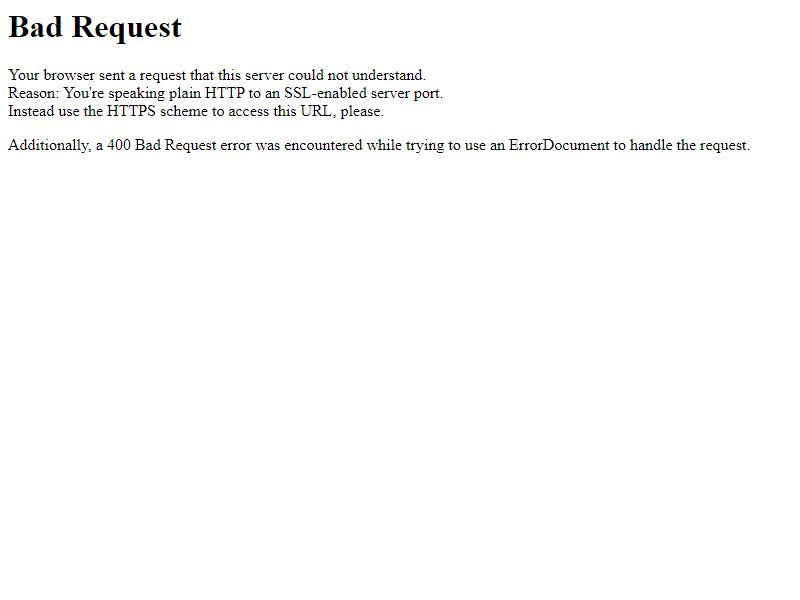 Bad Request
Your browser sent a request that this server could not understand.
Reason: You're speaking plain HTTP to an SSL-enabled server port.
Instead use the HTTPS scheme to access this URL, please.
Additionally, a 400 Bad Request error was encountered while trying to use an ErrorDocument to handle the request.